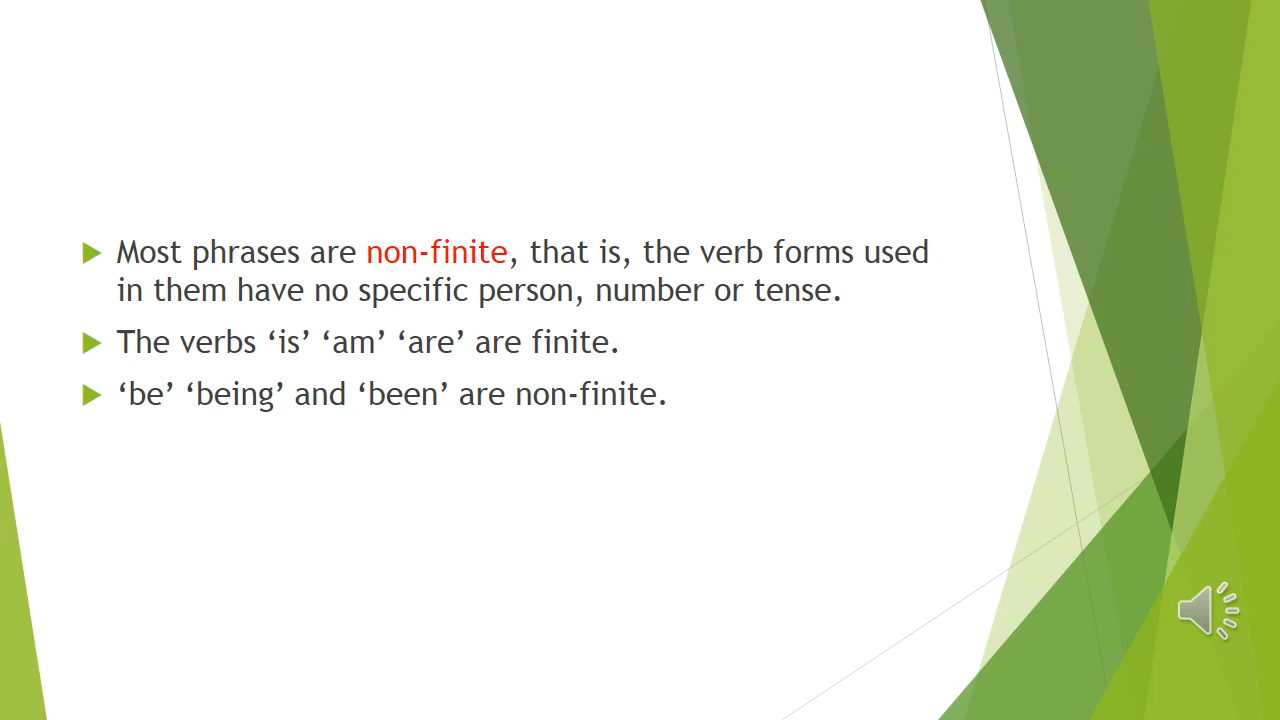 Most phrases are non-finite, that is, the verb forms used
in them have no specific person, number or tense.
The verbs ‘is’ ‘am’ ‘are’ are finite.
‘be’ ‘being’ and ‘been’ are non-finite.